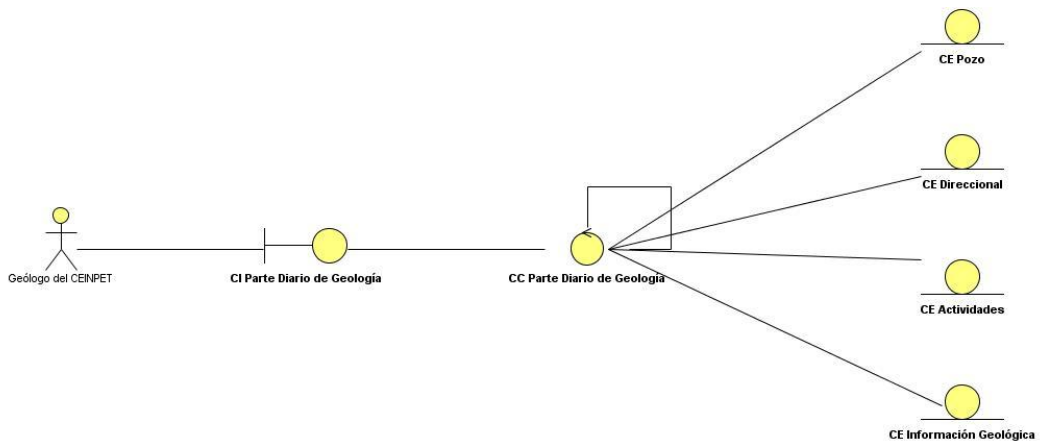 CE Pozo
CE Direccional
Geólogo del CEINPET
CI Parte Diario de Geología
CC Parte Diario de Geología
CE Actividades
CE Información Geológica